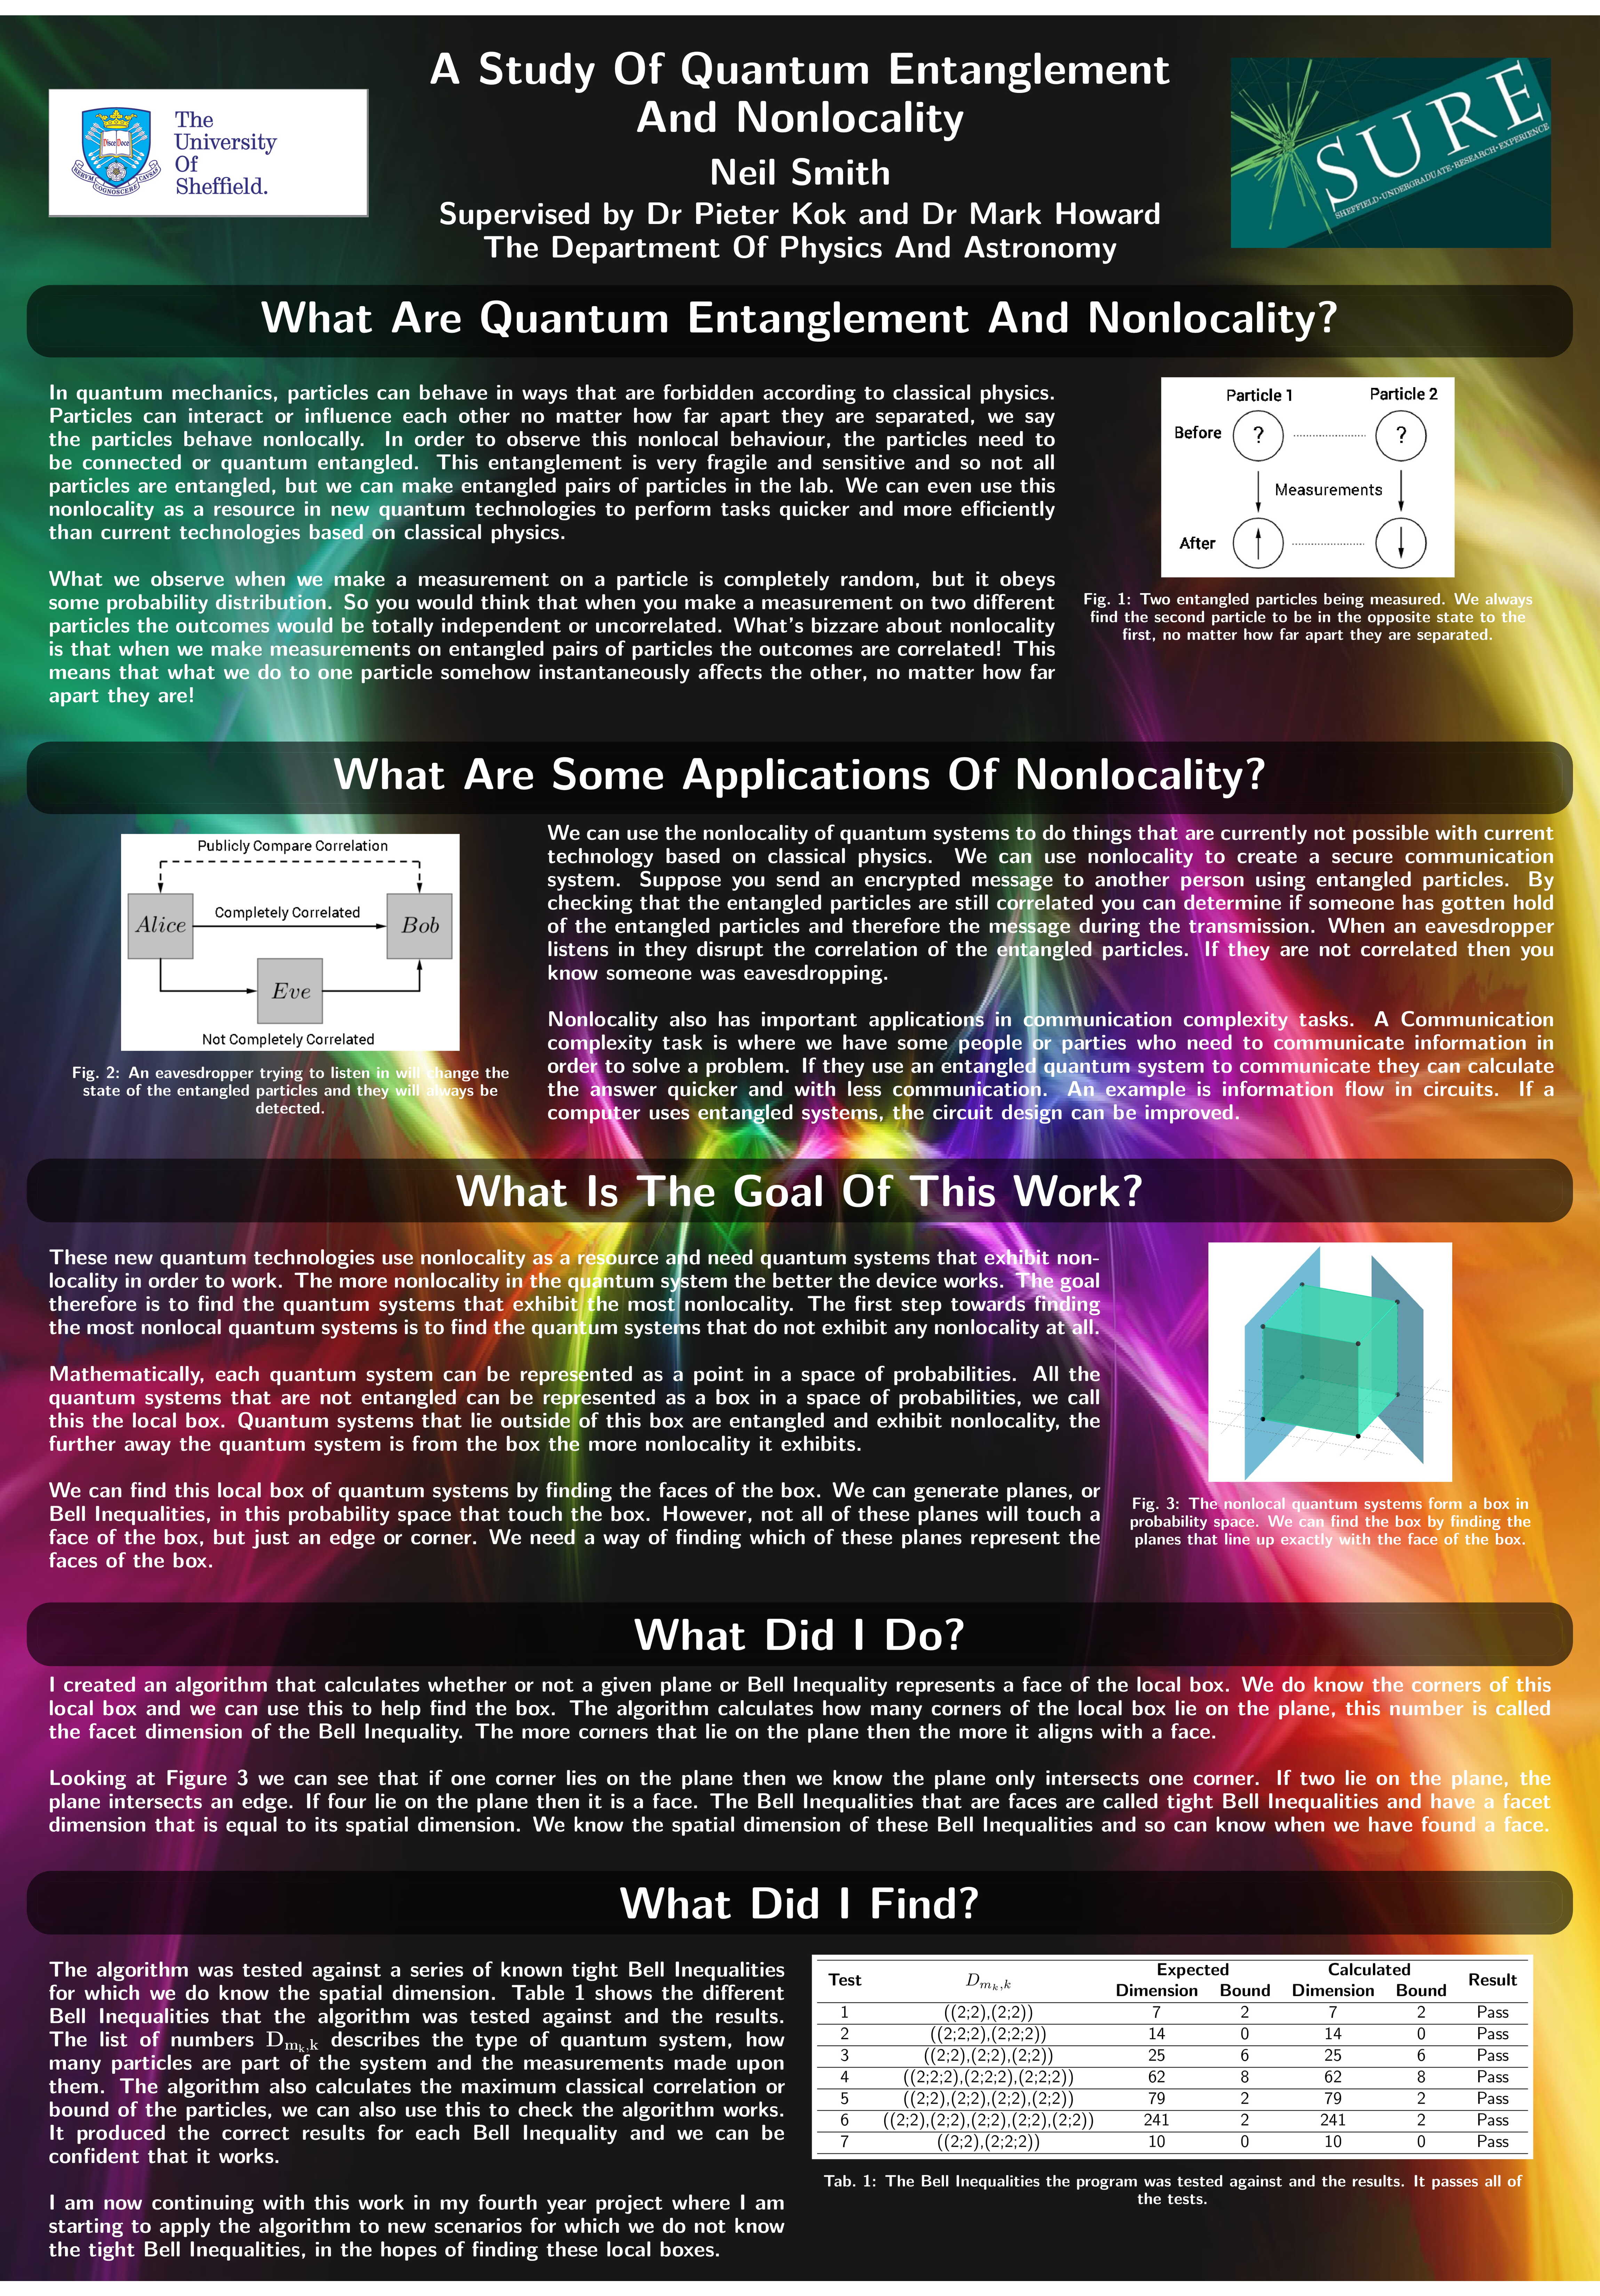 A Study Of Quantum Entanglement
And Nonlocality
Neil Smith
Supervised by Dr Pieter Kok and Dr Mark Howard
The Department Of Physics And Astronomy
The
University
Of
Sheffield.
Disce Doce
RERVM COGNOSCERE CAVSAS
SURE
SHEFFIELD·UNDERGRADUATE·RESEARCH·EXPERIENCE
What Are Quantum Entanglement And Nonlocality?
In quantum mechanics, particles can behave in ways that are forbidden according to classical physics.
Particles can interact or influence each other no matter how far apart they are separated, we say
the particles behave nonlocally. In order to observe this nonlocal behaviour, the particles need to
be connected or quantum entangled. This entanglement is very fragile and sensitive and so not all
particles are entangled, but we can make entangled pairs of particles in the lab. We can even use this
nonlocality as a resource in new quantum technologies to perform tasks quicker and more efficiently
than current technologies based on classical physics.
What we observe when we make a measurement on a particle is completely random, but it obeys
some probability distribution. So you would think that when you make a measurement on two different
particles the outcomes would be totally independent or uncorrelated. What's bizzare about nonlocality
is that when we make measurements on entangled pairs of particles the outcomes are correlated! This
means that what we do to one particle somehow instantaneously affects the other, no matter how far
apart they are!
Particle 1 Particle 2
Before ? ?
Measurements
After
Fig. 1: Two entangled particles being measured. We always
find the second particle to be in the opposite state to the
first, no matter how far apart they are separated.
What Are Some Applications Of Nonlocality?
Publicly Compare Correlation
Alice Completely Correlated Bob
Eve
Not Completely Correlated
Fig. 2: An eavesdropper trying to listen in will change the
state of the entangled particles and they will always be
detected.
We can use the nonlocality of quantum systems to do things that are currently not possible with current
technology based on classical physics. We can use nonlocality to create a secure communication
system. Suppose you send an encrypted message to another person using entangled particles. By
checking that the entangled particles are still correlated you can determine if someone has gotten hold
of the entangled particles and therefore the message during the transmission. When an eavesdropper
listens in they disrupt the correlation of the entangled particles. If they are not correlated then you
know someone was eavesdropping.
Nonlocality also has important applications in communication complexity tasks. A Communication
complexity task is where we have some people or parties who need to communicate information in
order to solve a problem. If they use an entangled quantum system to communicate they can calculate
the answer quicker and with less communication. An example is information flow in circuits. If a
computer uses entangled systems, the circuit design can be improved.
What Is The Goal Of This Work?
These new quantum technologies use nonlocality as a resource and need quantum systems that exhibit non-
locality in order to work. The more nonlocality in the quantum system the better the device works. The goal
therefore is to find the quantum systems that exhibit the most nonlocality. The first step towards finding
the most nonlocal quantum systems is to find the quantum systems that do not exhibit any nonlocality at all.
Mathematically, each quantum system can be represented as a point in a space of probabilities. All the
quantum systems that are not entangled can be represented as a box in a space of probabilities, we call
this the local box. Quantum systems that lie outside of this box are entangled and exhibit nonlocality, the
further away the quantum system is from the box the more nonlocality it exhibits.
We can find this local box of quantum systems by finding the faces of the box. We can generate planes, or
Bell Inequalities, in this probability space that touch the box. However, not all of these planes will touch a
face of the box, but just an edge or corner. We need a way of finding which of these planes represent the
faces of the box.
Fig. 3: The nonlocal quantum systems form a box in
probability space. We can find the box by finding the
planes that line up exactly with the face of the box.
What Did I Do?
I created an algorithm that calculates whether or not a given plane or Bell Inequality represents a face of the local box. We do know the corners of this
local box and we can use this to help find the box. The algorithm calculates how many corners of the local box lie on the plane, this number is called
the facet dimension of the Bell Inequality. The more corners that lie on the plane then the more it aligns with a face.
Looking at Figure 3 we can see that if one corner lies on the plane then we know the plane only intersects one corner. If two lie on the plane, the
plane intersects an edge. If four lie on the plane then it is a face. The Bell Inequalities that are faces are called tight Bell Inequalities and have a facet
dimension that is equal to its spatial dimension. We know the spatial dimension of these Bell Inequalities and so can know when we have found a face.
What Did I Find?
The algorithm was tested against a series of known tight Bell Inequalities
for which we do know the spatial dimension. Table 1 shows the different
Bell Inequalities that the algorithm was tested against and the results.
The list of numbers D_{m_k,k} describes the type of quantum system, how
many particles are part of the system and the measurements made upon
them. The algorithm also calculates the maximum classical correlation or
bound of the particles, we can also use this to check the algorithm works.
It produced the correct results for each Bell Inequality and we can be
confident that it works.
I am now continuing with this work in my fourth year project where I am
starting to apply the algorithm to new scenarios for which we do not know
the tight Bell Inequalities, in the hopes of finding these local boxes.
Test D_{m_k,k} Expected Calculated Result
Dimension Bound Dimension Bound
1 ((2;2),(2;2)) 7 2 7 2 Pass
2 ((2;2;2),(2;2;2)) 14 0 14 0 Pass
3 ((2;2),(2;2),(2;2)) 25 6 25 6 Pass
4 ((2;2;2),(2;2;2),(2;2;2)) 62 8 62 8 Pass
5 ((2;2),(2;2),(2;2),(2;2)) 79 2 79 2 Pass
6 ((2;2),(2;2),(2;2),(2;2),(2;2)) 241 2 241 2 Pass
7 ((2;2),(2;2;2)) 10 0 10 0 Pass
Tab. 1: The Bell Inequalities the program was tested against and the results. It passes all of
the tests.